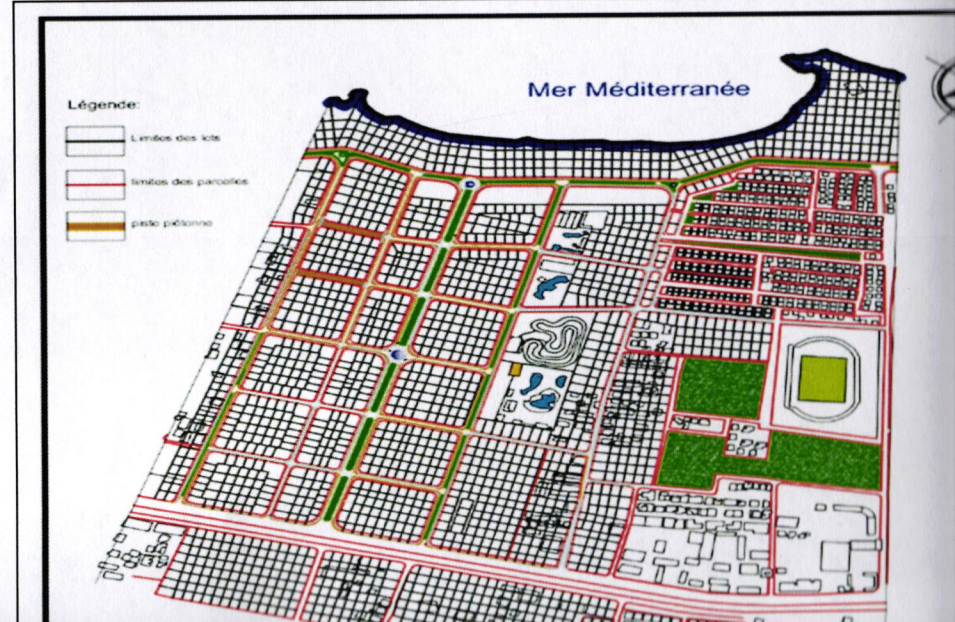 Mer Méditerranée
Légende:
Limites des lots
limites des parcelles
piste piétonne